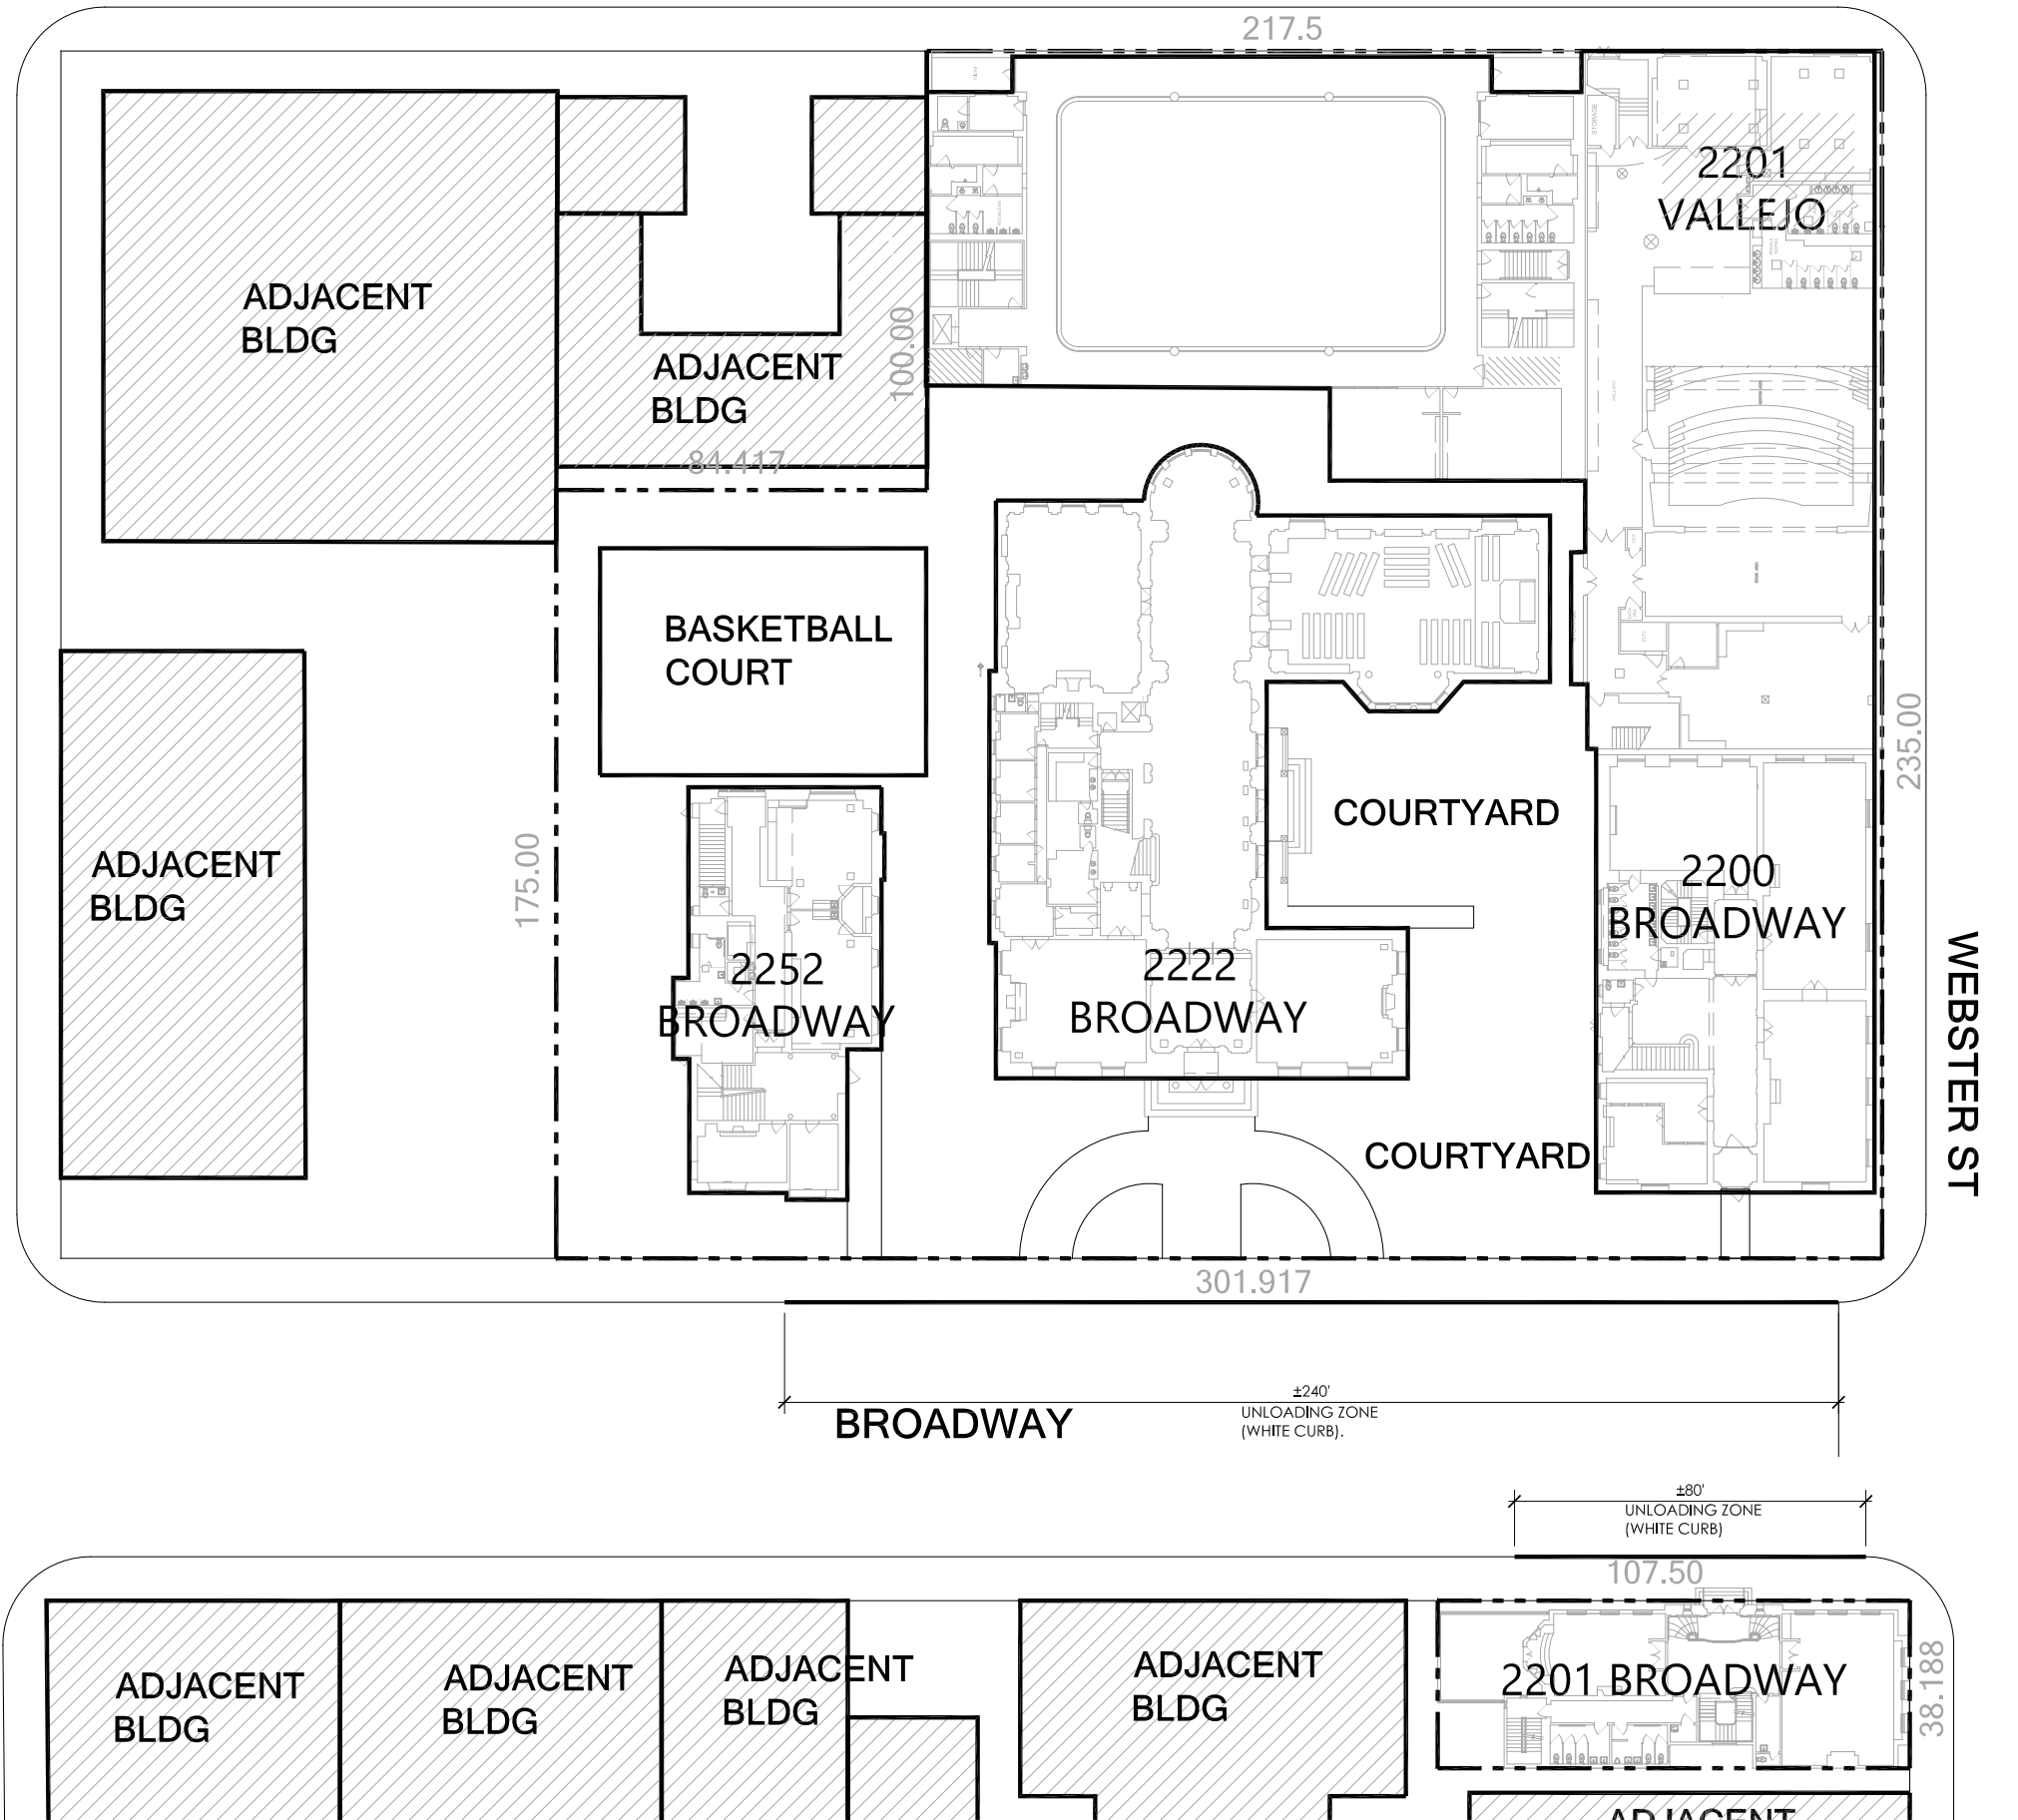 217.5
2201
VALLEJO
STORAGE
ADJACENT
BLDG
100.00
ADJACENT
BLDG
84.417
BASKETBALL
COURT
235.00
COURTYARD
175.00
ADJACENT
BLDG
2200
BROADWAY
2252
BROADWAY
2222
BROADWAY
WEBSTER ST
COURTYARD
301.917
±240'
UNLOADING ZONE
(WHITE CURB).
BROADWAY
±80'
UNLOADING ZONE
(WHITE CURB)
107.50
ADJACENT
BLDG
ADJACENT
BLDG
ADJACENT
BLDG
ADJACENT
BLDG
2201 BROADWAY
38.188
ADJACENT